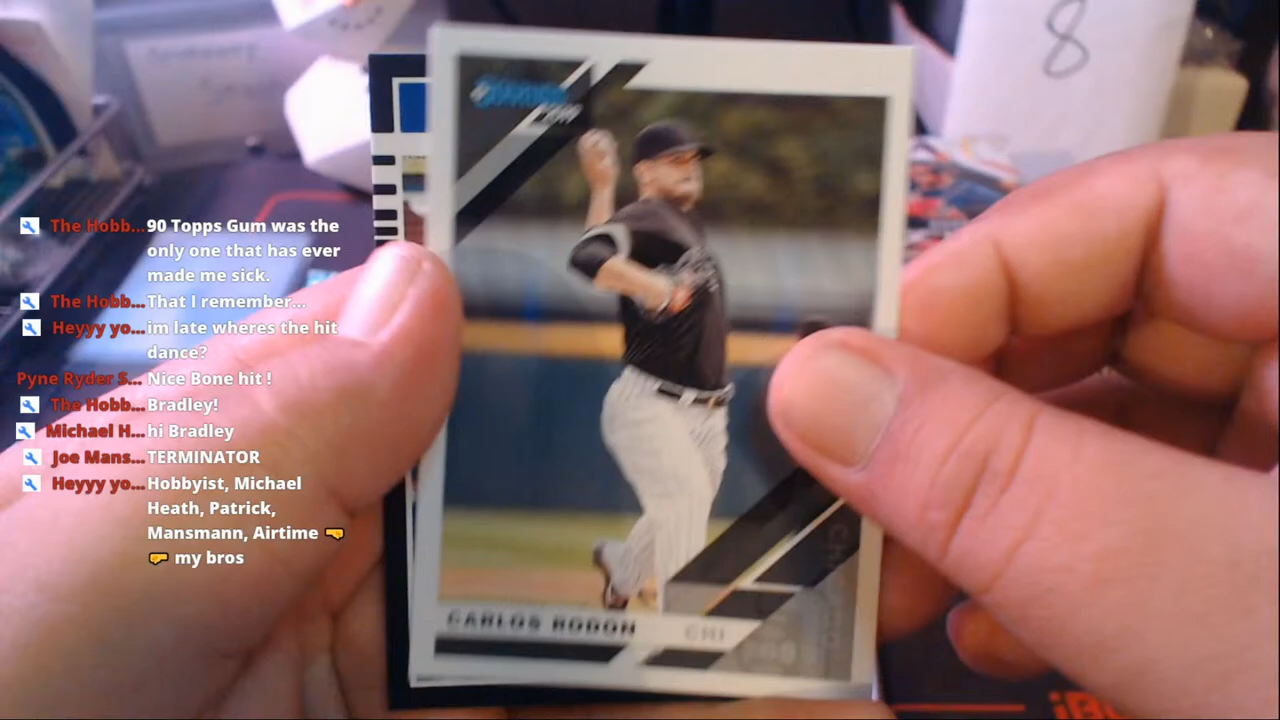 8
The Hobb... 90 Topps Gum was the
only one that has ever
made me sick.
The Hobb... That I remember...
Heyyy yo... im late wheres the hit
dance?
Pyne Ryder S... Nice Bone hit !
The Hobb... Bradley!
Michael H... hi Bradley
Joe Mans... TERMINATOR
Heyyy yo... Hobbyist, Michael
Heath, Patrick,
Mansmann, Airtime 🤜
🤛 my bros
CARLOS RODON CHI